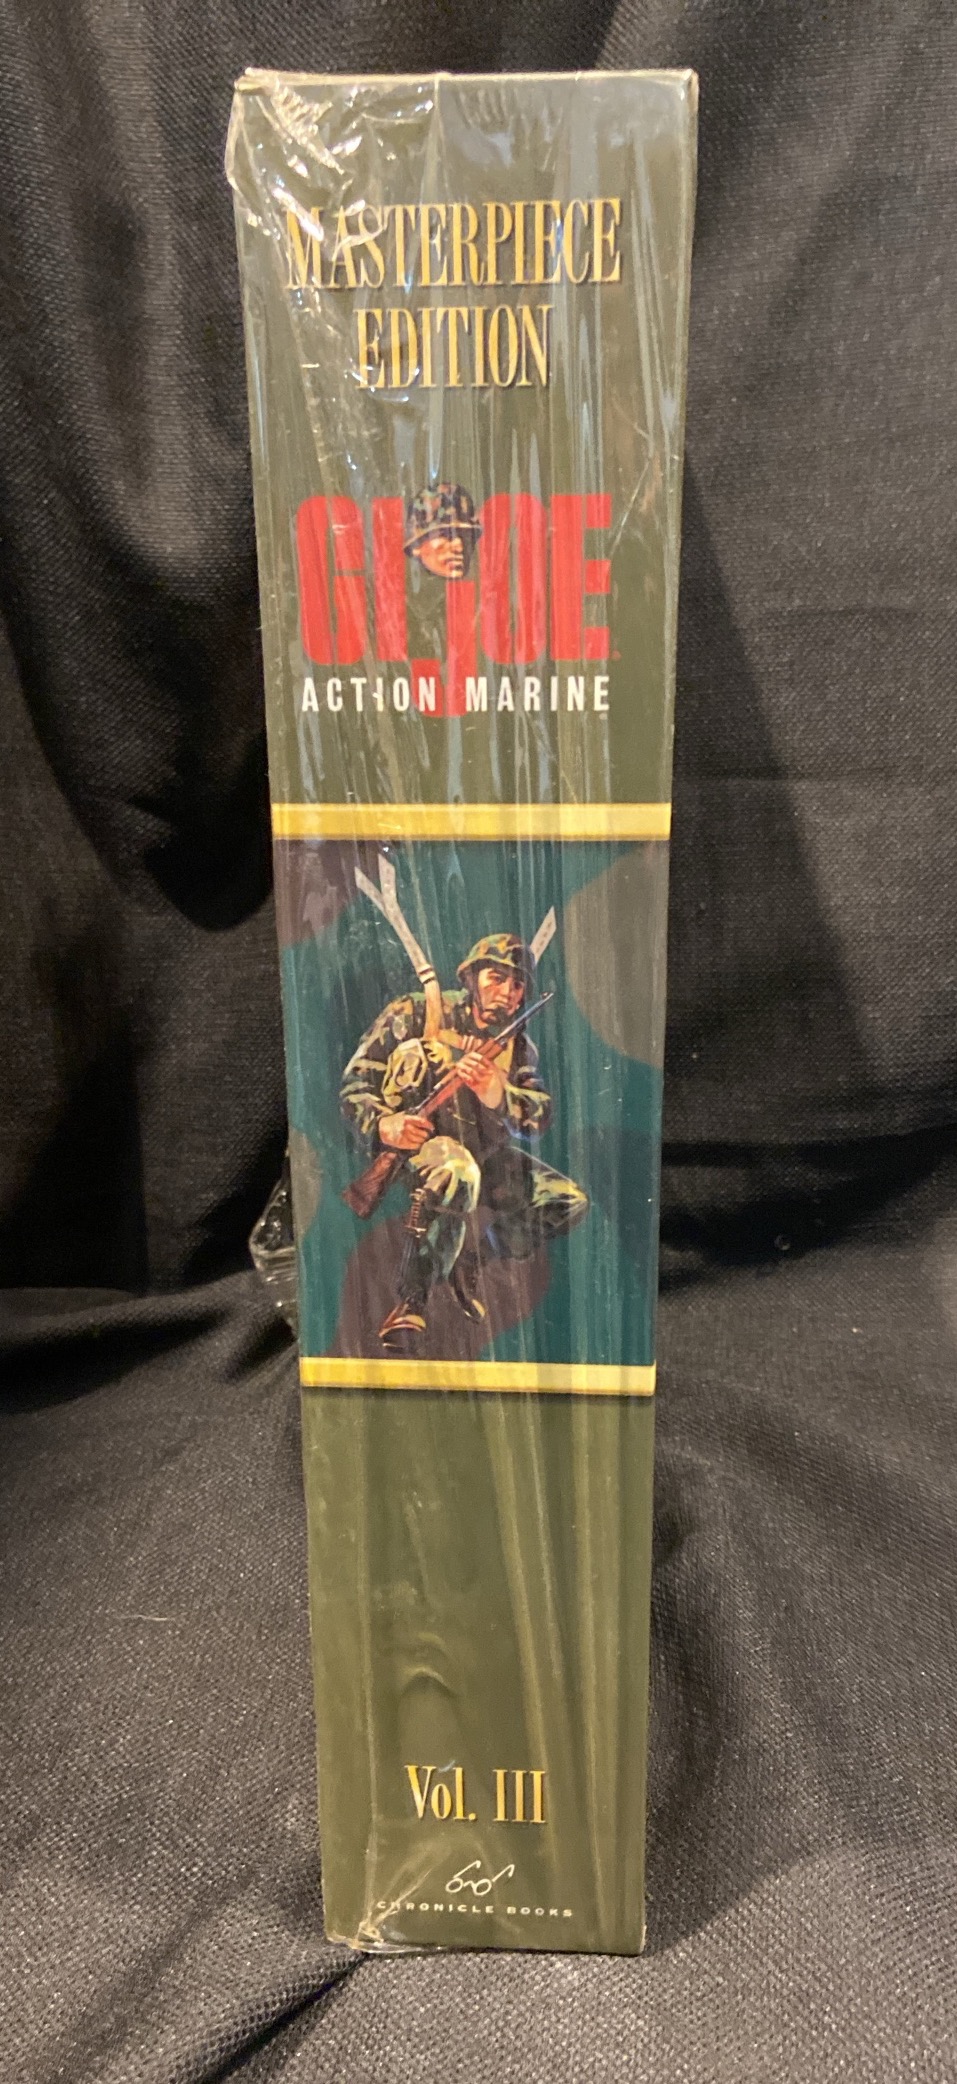 MASTERPIECE
EDITION
GI JOE
ACTION MARINE
Vol. III
CHRONICLE BOOKS